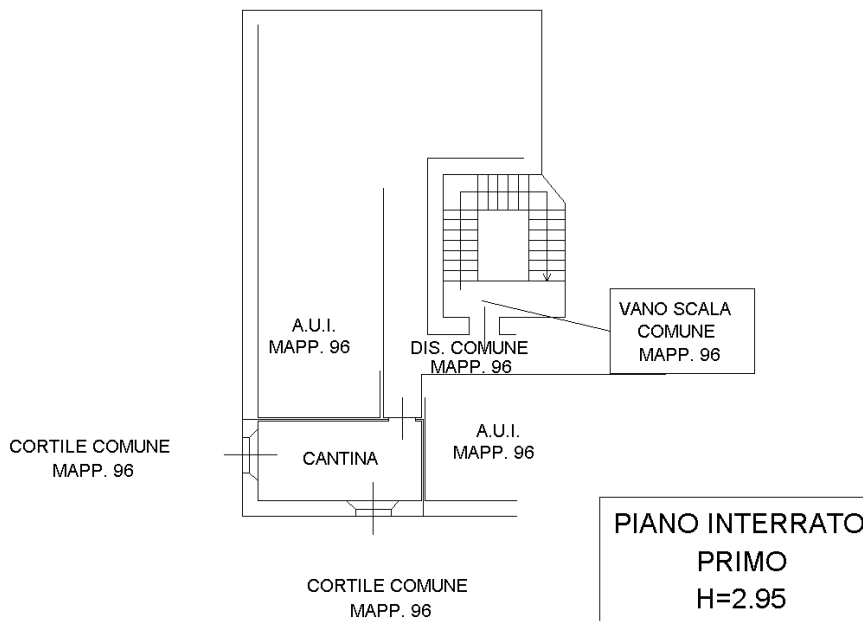 VANO SCALA
COMUNE
MAPP. 96
A.U.I.
MAPP. 96
DIS. COMUNE
MAPP. 96
CORTILE COMUNE
MAPP. 96
CANTINA
A.U.I.
MAPP. 96
PIANO INTERRATO
PRIMO
H=2.95
CORTILE COMUNE
MAPP. 96